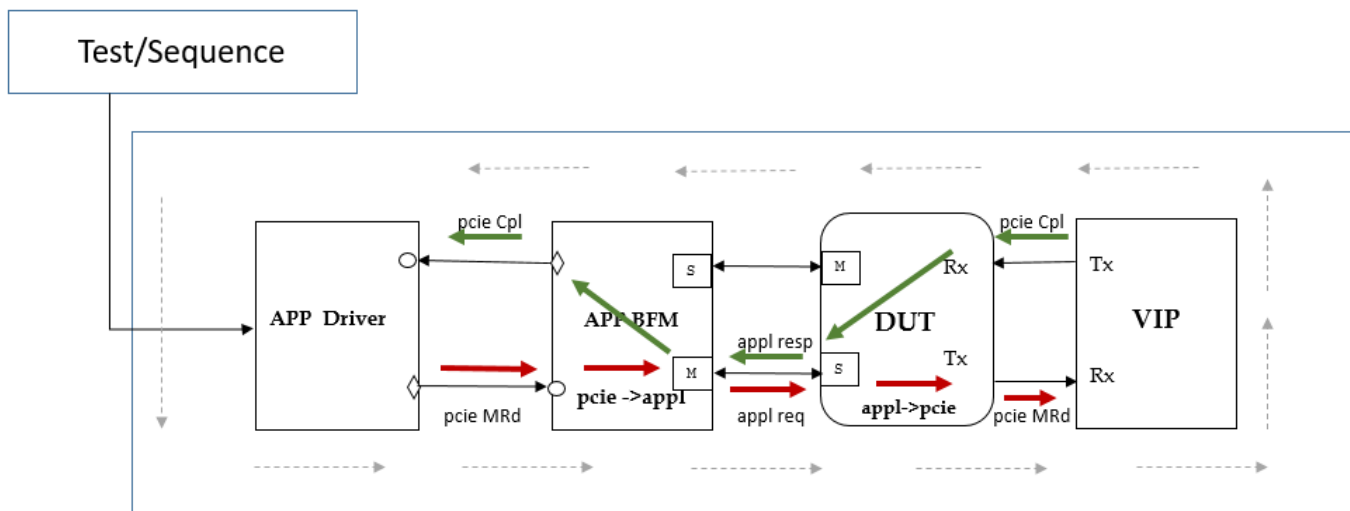 Test/Sequence
pcie Cpl
pcie Cpl
S
M
Rx
Tx
APP Driver
APP BFM
DUT
VIP
appl resp
M
S
Tx
Rx
pcie ->appl
appl->pcie
pcie MRd
appl req
pcie MRd